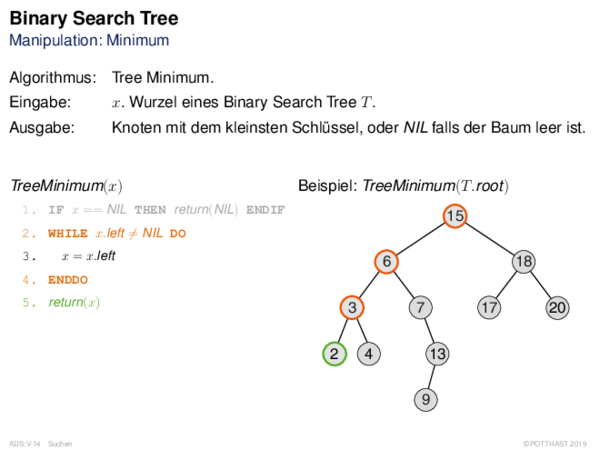 Binary Search Tree
Manipulation: Minimum
Algorithmus: Tree Minimum.
Eingabe: x. Wurzel eines Binary Search Tree T.
Ausgabe: Knoten mit dem kleinsten Schlüssel, oder NIL falls der Baum leer ist.
TreeMinimum(x)
1. IF x == NIL THEN return(NIL) ENDIF
2. WHILE x.left ≠ NIL DO
3. x = x.left
4. ENDDO
5. return(x)
Beispiel: TreeMinimum(T.root)
15
6 18
3 7 17 20
2 4 13
9
ADS:V-14 Suchen
© POTTHAST 2019